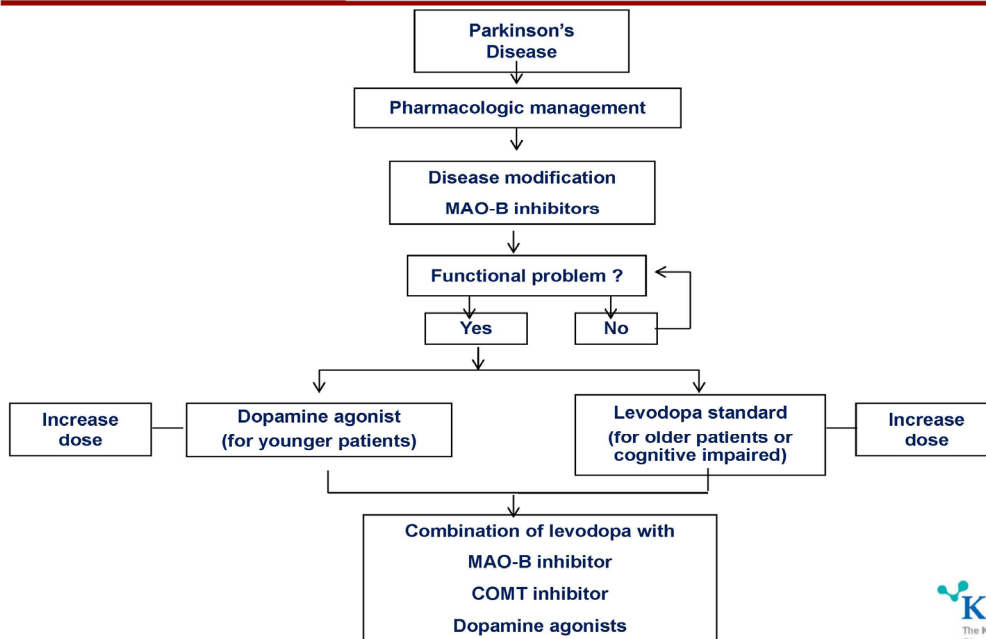 Parkinson's
Disease
Pharmacologic management
Disease modification
MAO-B inhibitors
Functional problem ?
Yes
No
Increase
dose
Dopamine agonist
(for younger patients)
Levodopa standard
(for older patients or
cognitive impaired)
Increase
dose
Combination of levodopa with
MAO-B inhibitor
COMT inhibitor
Dopamine agonists
K
The K